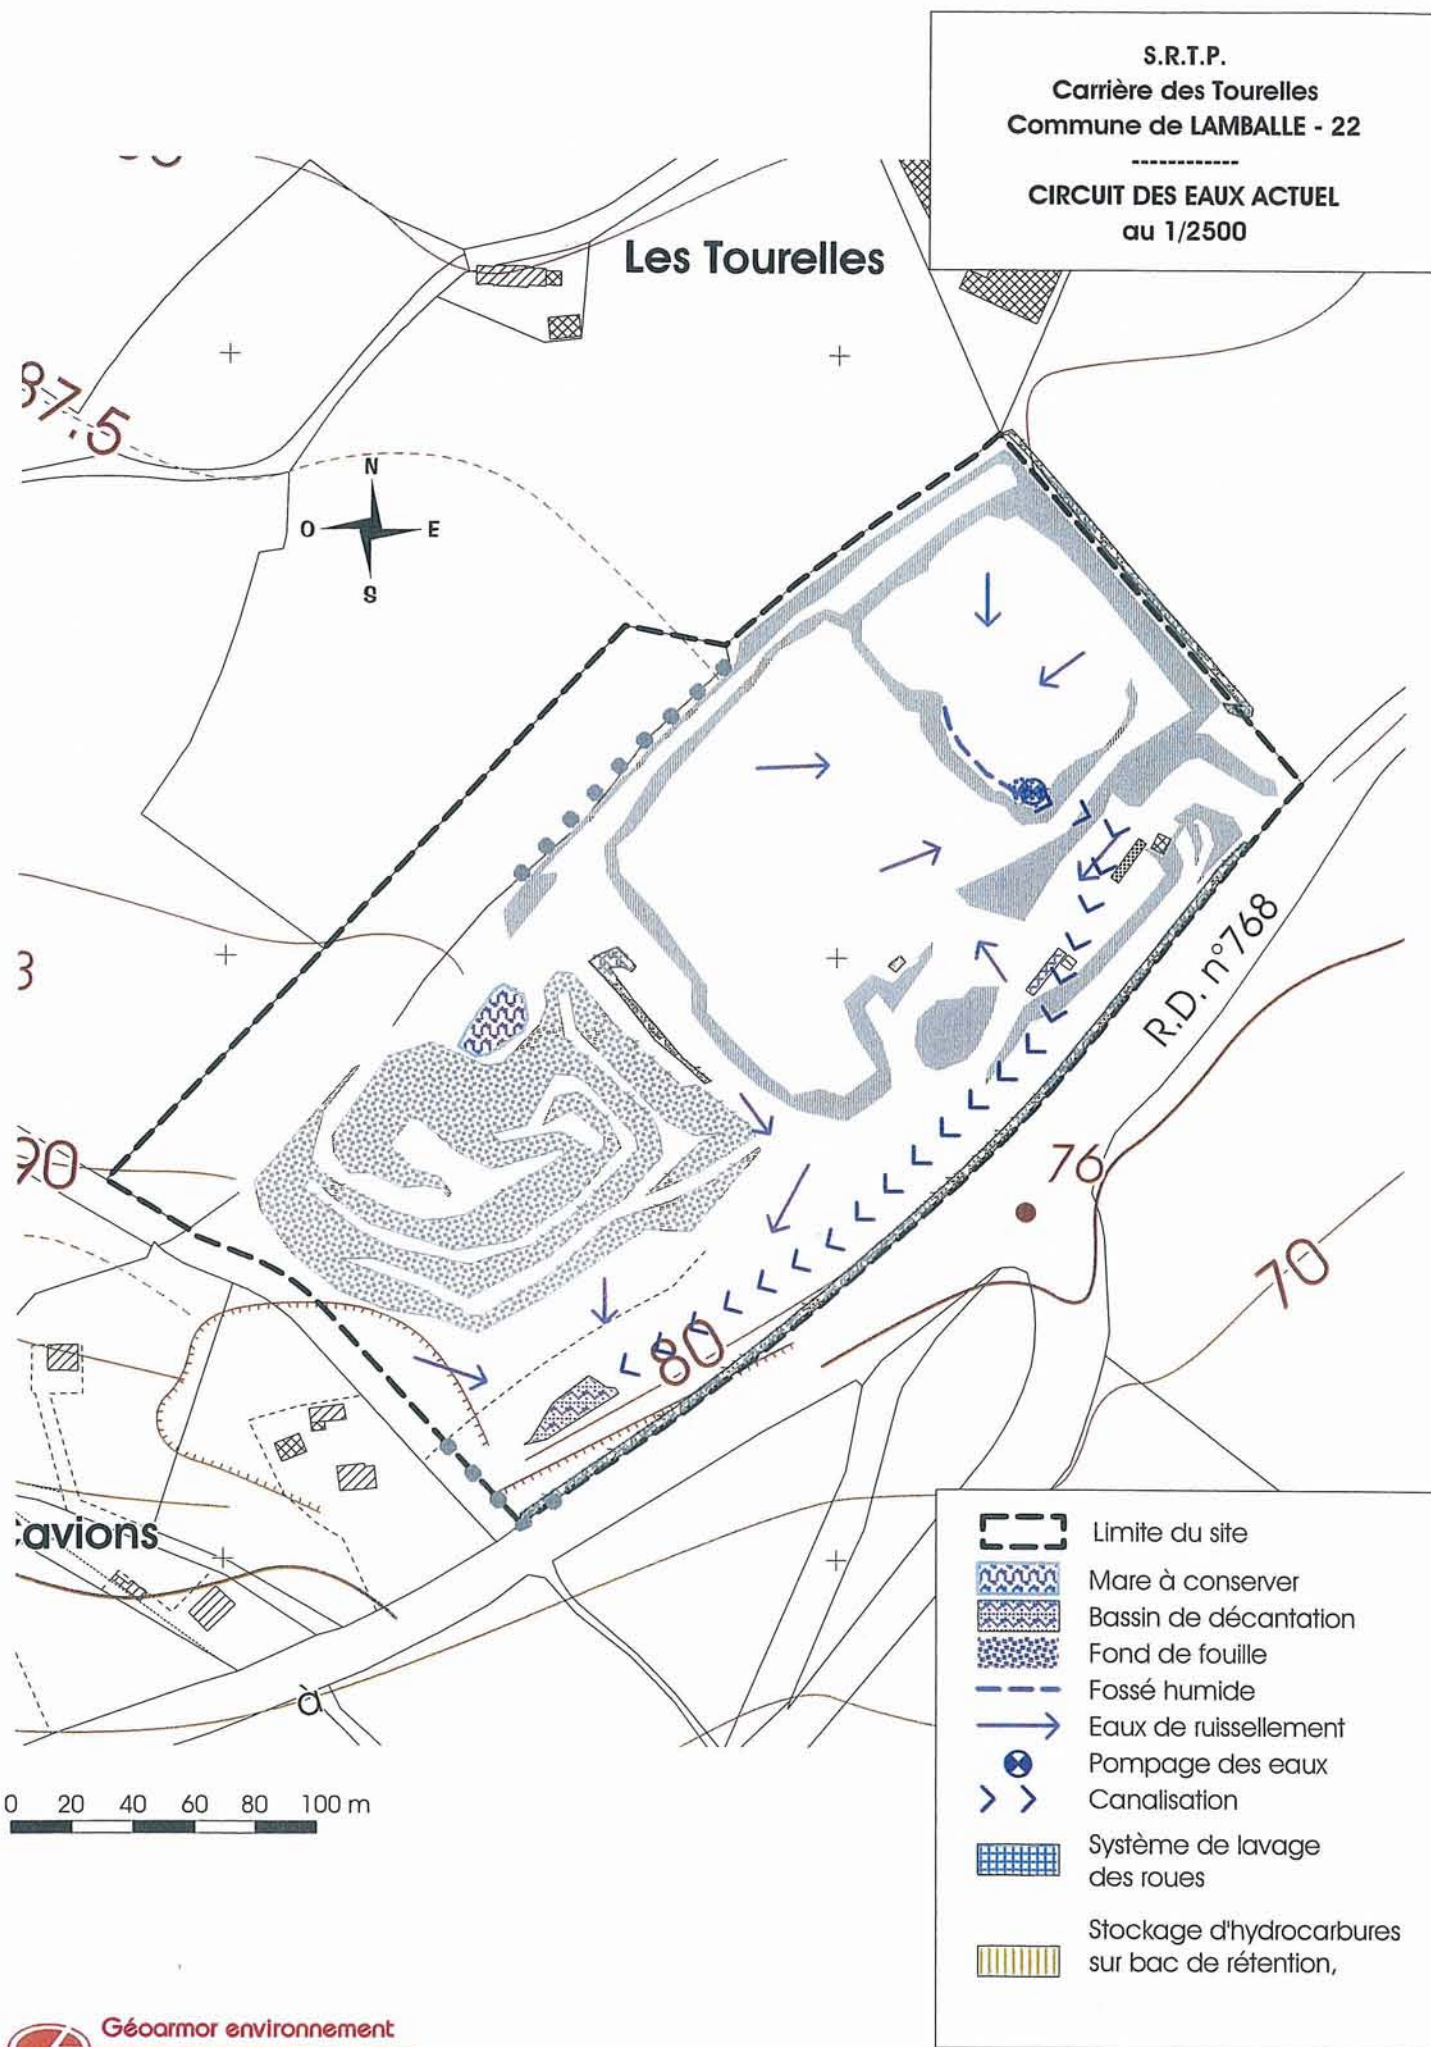 S.R.T.P.
Carrière des Tourelles
Commune de LAMBALLE - 22
------------
CIRCUIT DES EAUX ACTUEL
au 1/2500
Les Tourelles
87.5
N
O
E
S
R.D. n°768
90
76
70
80
avions
0 20 40 60 80 100 m
Limite du site
Mare à conserver
Bassin de décantation
Fond de fouille
Fossé humide
Eaux de ruissellement
Pompage des eaux
Canalisation
Système de lavage
des roues
Stockage d'hydrocarbures
sur bac de rétention,
Géoarmor environnement